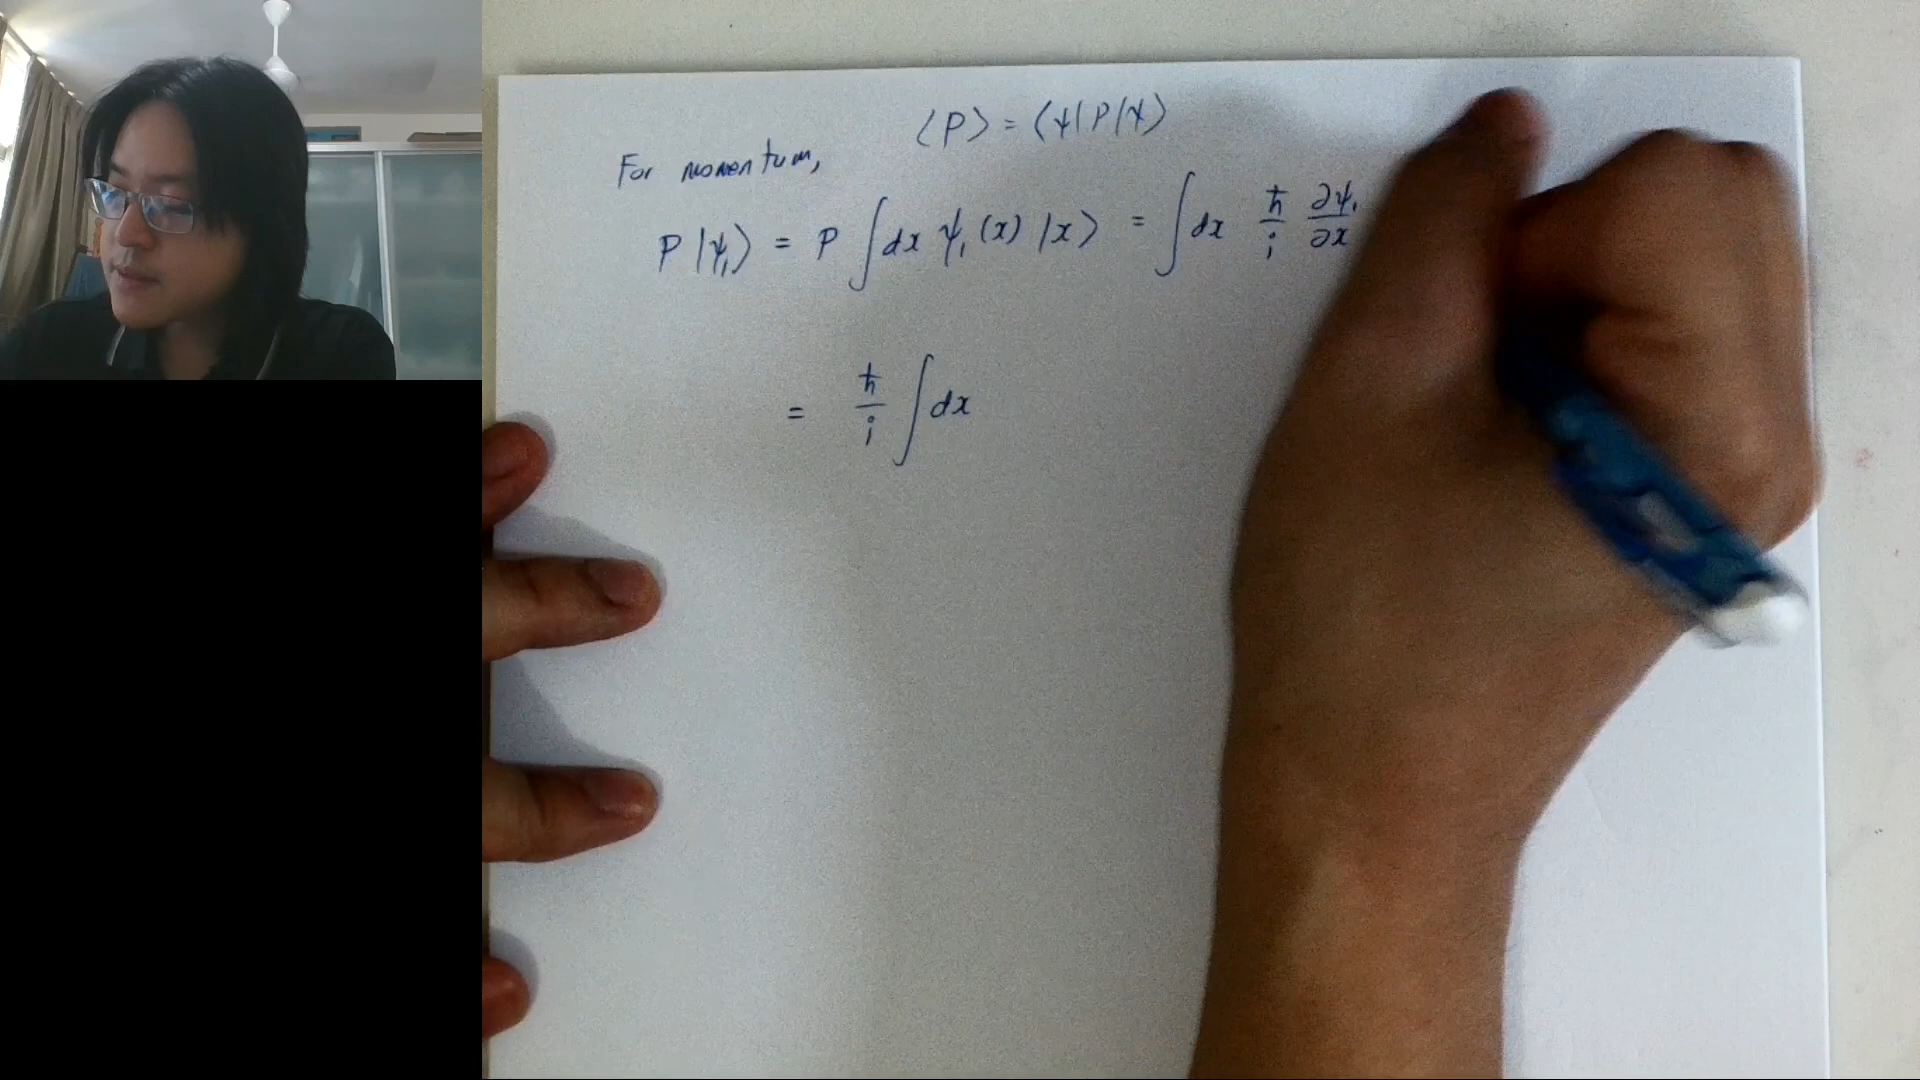 ⟨P⟩ = ⟨ψ|P|ψ⟩
For momentum,
P|ψ₁⟩ = P ∫dx ψ₁(x)|x⟩ = ∫dx ℏ/i ∂ψ₁/∂x
= ℏ/i ∫dx